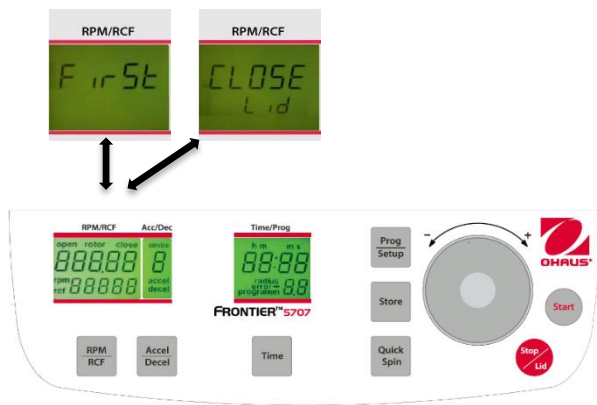 RPM/RCF
FirSt
RPM/RCF
CLOSE
Lid
RPM/RCF Acc/Dec
open rotor close service
888.88 8
rpm
rcf 88888 accel
decel
Time/Prog
h m m s
88:88
radius
error
program 8.8
FRONTIER™ 5707
RPM
RCF
Accel
Decel
Time
Prog
Setup
Store
Quick
Spin
- +
OHAUS®
Start
Stop
Lid